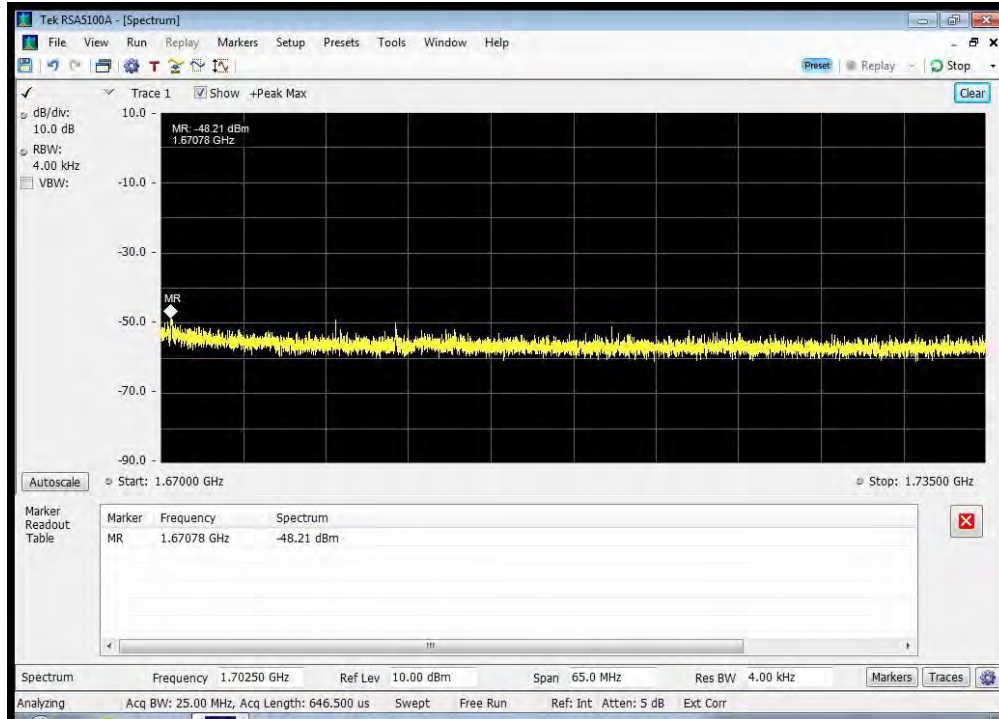 Tek RSA5100A - [Spectrum]
File View Run Replay Markers Setup Presets Tools Window Help
T
Preset Replay Stop
Trace 1 Show +Peak Max Clear
dB/div:
10.0 dB
RBW:
4.00 kHz
VBW:
10.0
-10.0
-30.0
-50.0
-70.0
-90.0
MR: -48.21 dBm
1.67078 GHz
MR
Autoscale Start: 1.67000 GHz Stop: 1.73500 GHz
Marker
Readout
Table
Marker Frequency Spectrum
MR 1.67078 GHz -48.21 dBm
Spectrum Frequency 1.70250 GHz Ref Lev 10.00 dBm Span 65.0 MHz Res BW 4.00 kHz Markers Traces
Analyzing Acq BW: 25.00 MHz, Acq Length: 646.500 us Swept Free Run Ref: Int Atten: 5 dB Ext Corr